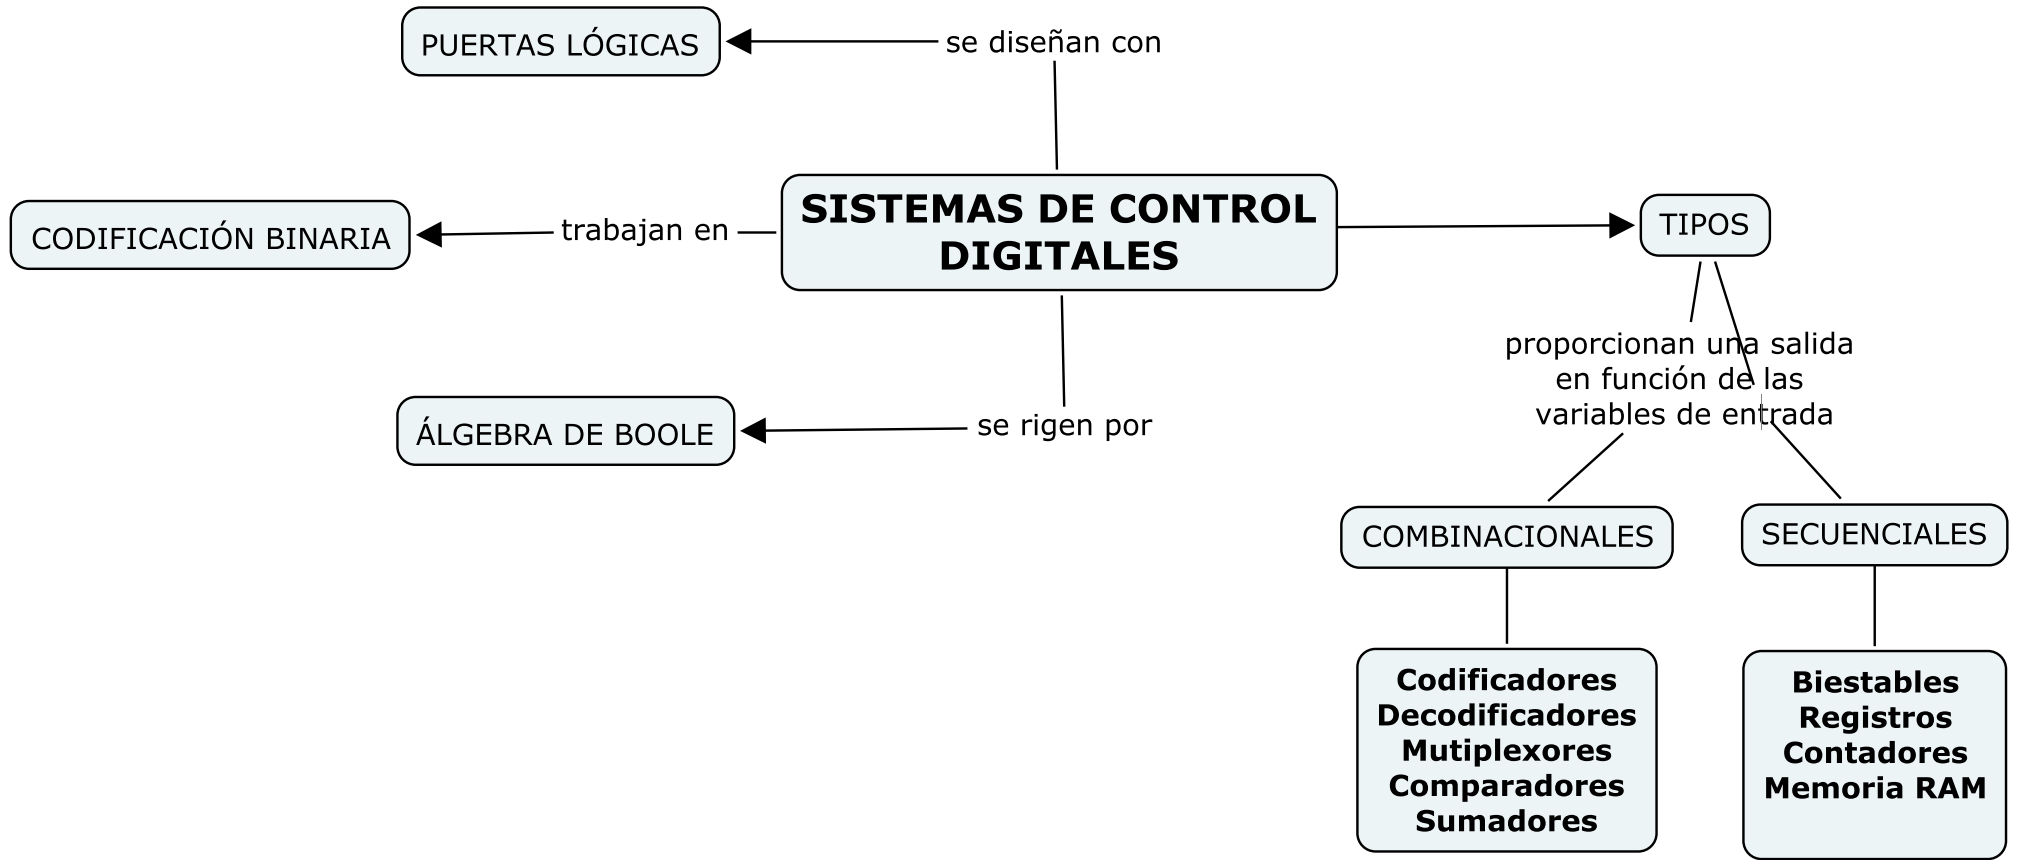 PUERTAS LÓGICAS
se diseñan con
SISTEMAS DE CONTROL
DIGITALES
TIPOS
CODIFICACIÓN BINARIA
trabajan en
proporcionan una salida
en función de las
variables de entrada
ÁLGEBRA DE BOOLE
se rigen por
COMBINACIONALES
SECUENCIALES
Codificadores
Decodificadores
Mutiplexores
Comparadores
Sumadores
Biestables
Registros
Contadores
Memoria RAM